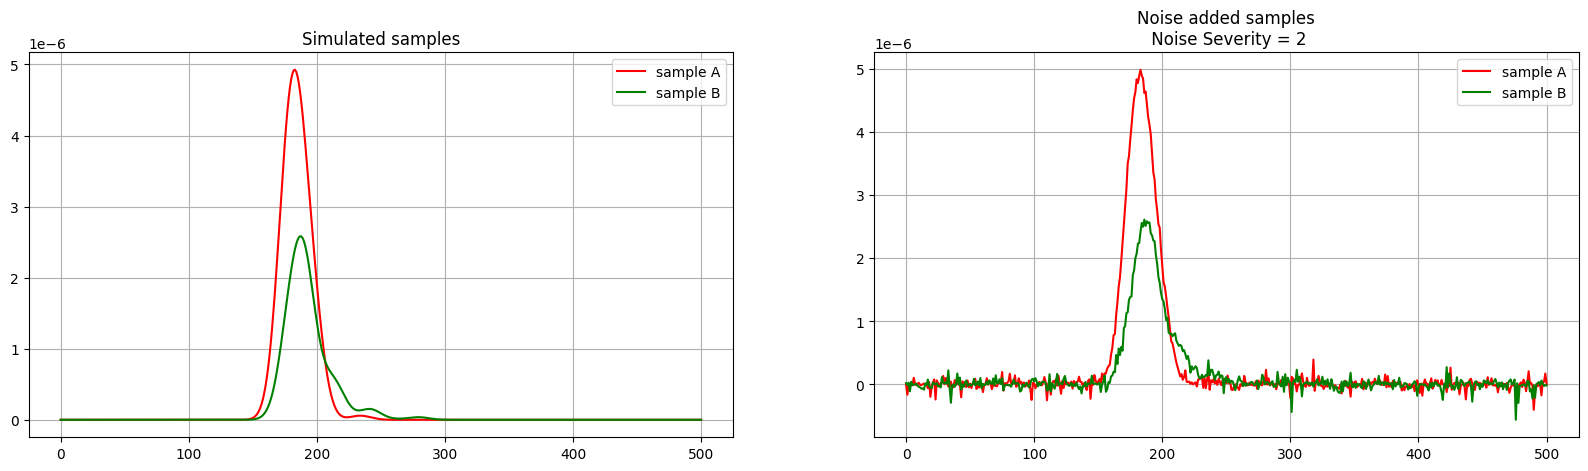 Simulated samples
1e−6
sample A
sample B
5
4
3
2
1
0
0 100 200 300 400 500
Noise added samples
Noise Severity = 2
1e−6
sample A
sample B
5
4
3
2
1
0
0 100 200 300 400 500